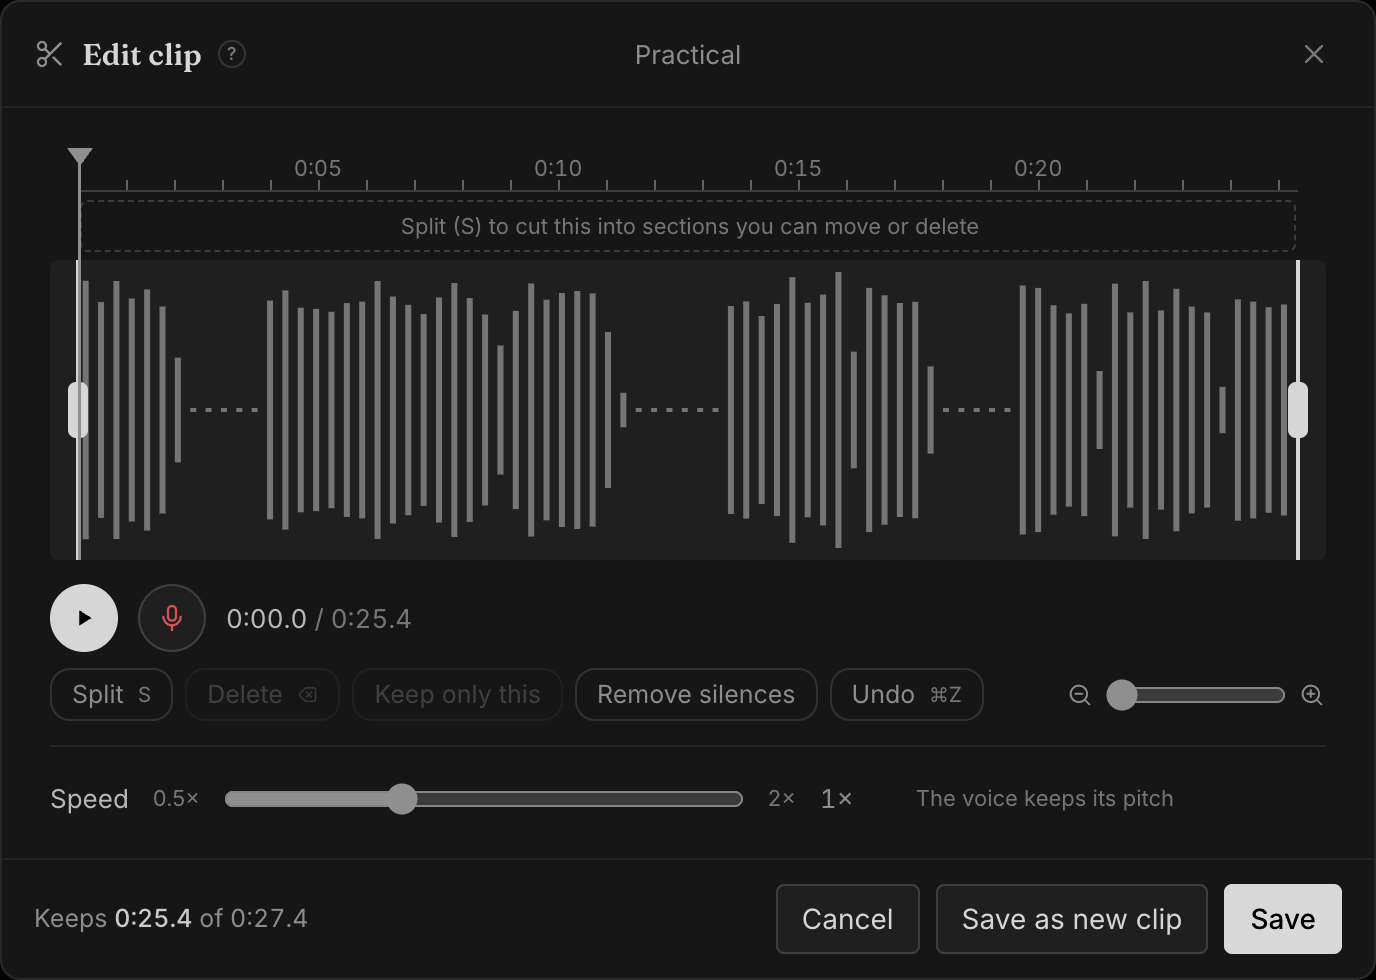 Edit clip ?
Practical
0:05 0:10 0:15 0:20
Split (S) to cut this into sections you can move or delete
0:00.0 / 0:25.4
Split S Delete Keep only this Remove silences Undo ⌘Z
Speed 0.5× 2× 1× The voice keeps its pitch
Keeps 0:25.4 of 0:27.4 Cancel Save as new clip Save